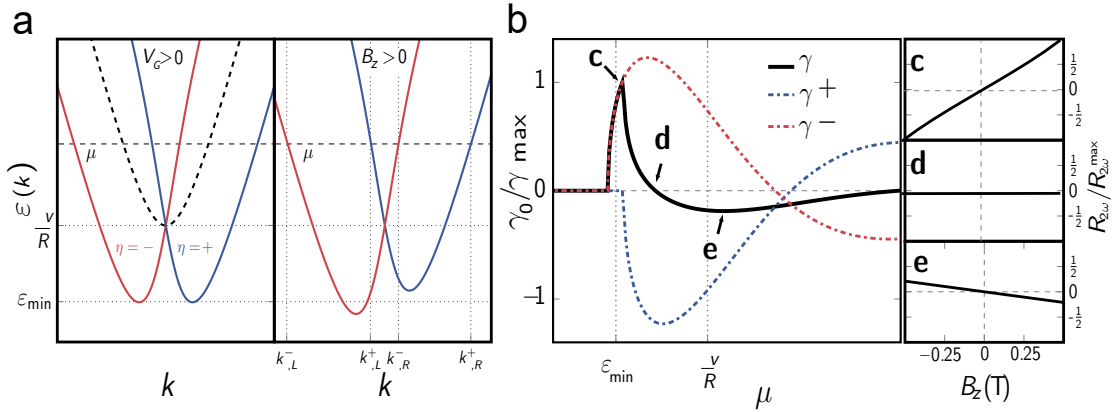 a
V_G > 0
B_z > 0
μ
μ
ε(k)
v/R
η = −
η = +
ε_min
k⁻,L
k⁺,L
k⁻,R
k⁺,R
k
k
b
γ_0/γ^max
1
0
−1
c
d
e
γ
γ+
γ−
ε_min
v/R
μ
c
1/2
0
-1/2
d
1/2
0
-1/2
e
1/2
0
-1/2
R_2ω/R_2ω^max
−0.25
0
0.25
B_z(T)